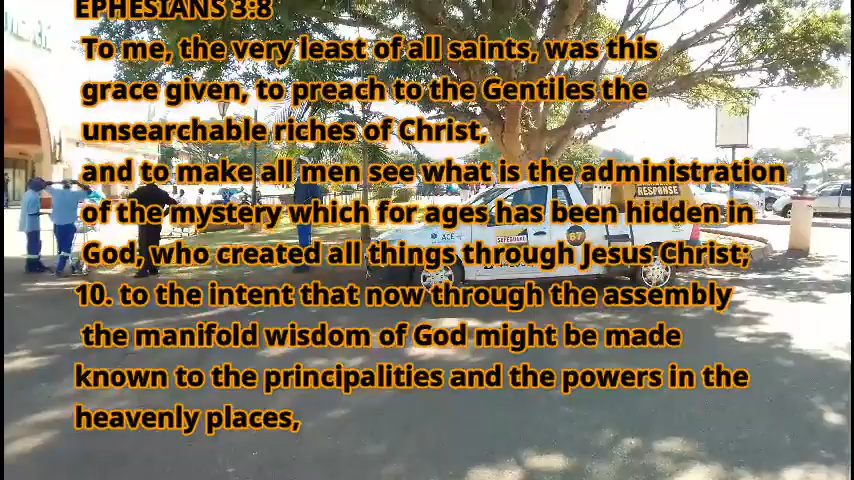 EPHESIANS 3:8
To me, the very least of all saints, was this
grace given, to preach to the Gentiles the
unsearchable riches of Christ,
and to make all men see what is the administration
of the mystery which for ages has been hidden in
God, who created all things through Jesus Christ;
10. to the intent that now through the assembly
the manifold wisdom of God might be made
known to the principalities and the powers in the
heavenly places,
RESPONSE
ACE
SAFEGUARD
67